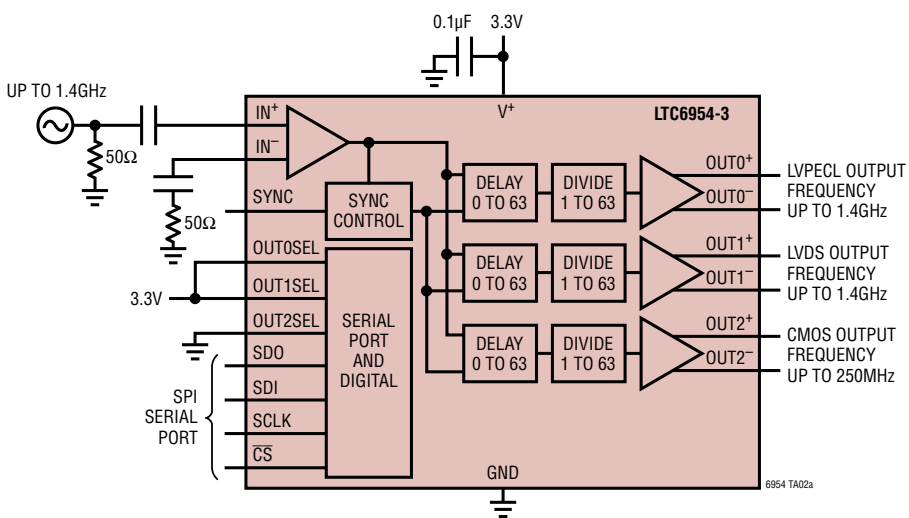 0.1µF 3.3V
UP TO 1.4GHz
V+
LTC6954-3
IN+
IN–
50Ω
50Ω
SYNC
SYNC
CONTROL
OUT0SEL
OUT1SEL
3.3V
OUT2SEL
SDO
SDI
SCLK
CS
SPI
SERIAL
PORT
SERIAL
PORT
AND
DIGITAL
DELAY
0 TO 63
DIVIDE
1 TO 63
OUT0+
OUT0–
LVPECL OUTPUT
FREQUENCY
UP TO 1.4GHz
DELAY
0 TO 63
DIVIDE
1 TO 63
OUT1+
OUT1–
LVDS OUTPUT
FREQUENCY
UP TO 1.4GHz
DELAY
0 TO 63
DIVIDE
1 TO 63
OUT2+
OUT2–
CMOS OUTPUT
FREQUENCY
UP TO 250MHz
GND
6954 TA02a